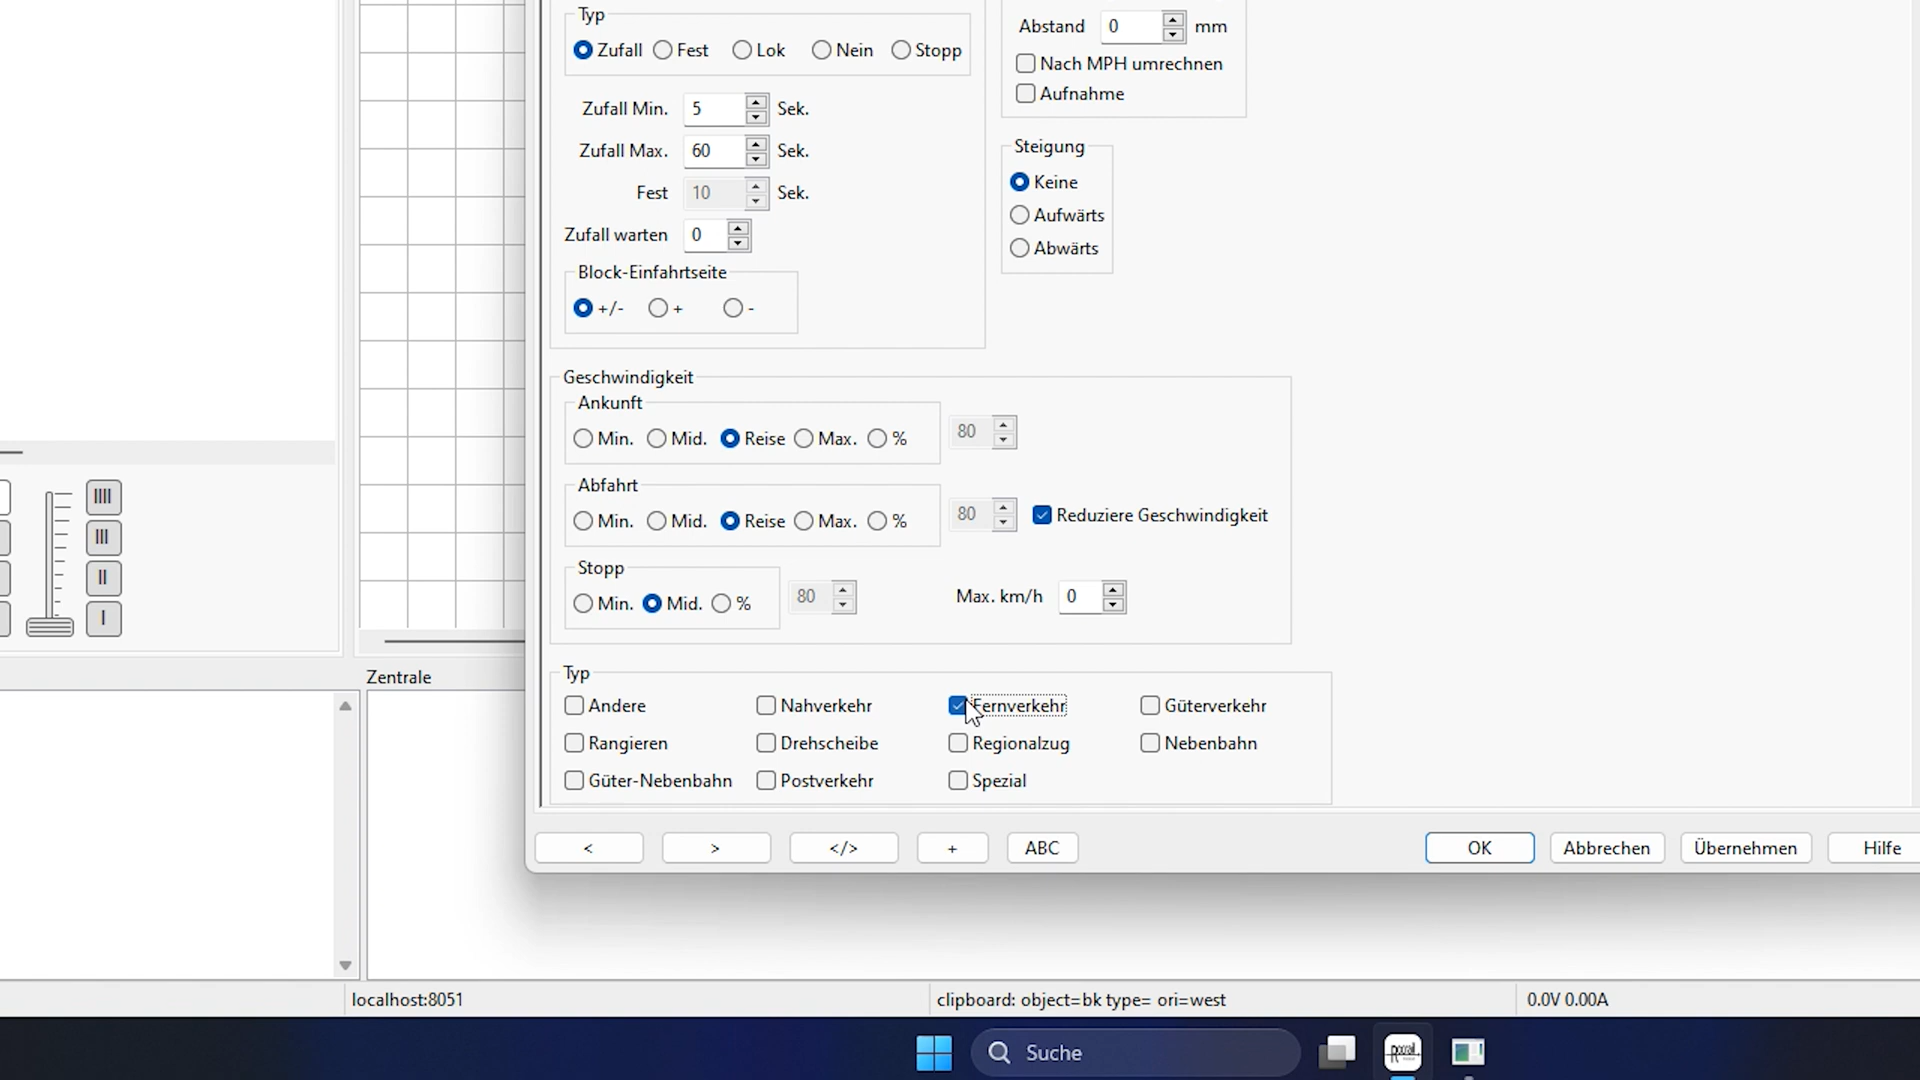 Typ
Zufall Fest Lok Nein Stopp
Zufall Min. 5 Sek.
Zufall Max. 60 Sek.
Fest 10 Sek.
Zufall warten 0
Block-Einfahrtseite
+/- + -
Abstand 0 mm
Nach MPH umrechnen
Aufnahme
Steigung
Keine
Aufwärts
Abwärts
Geschwindigkeit
Ankunft
Min. Mid. Reise Max. % 80
Abfahrt
Min. Mid. Reise Max. % 80 Reduziere Geschwindigkeit
Stopp
Min. Mid. % 80 Max. km/h 0
IIII
III
II
I
Zentrale
Typ
Andere Nahverkehr Fernverkehr Güterverkehr
Rangieren Drehscheibe Regionalzug Nebenbahn
Güter-Nebenbahn Postverkehr Spezial
< > </> + ABC OK Abbrechen Übernehmen Hilfe
localhost:8051 clipboard: object=bk type= ori=west 0.0V 0.00A
Suche